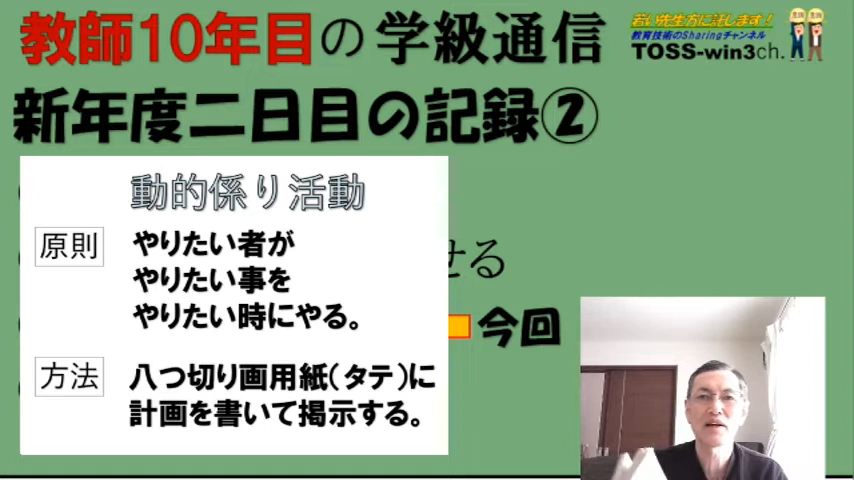 教師10年目の学級通信
若い先生方に託します！
教育技術のSharingチャンネル
TOSS-win3ch.
新年度二日目の記録②
動的係り活動
原則
やりたい者が
やりたい事を
やりたい時にやる。
せる
今回
方法
八つ切り画用紙（タテ）に
計画を書いて掲示する。